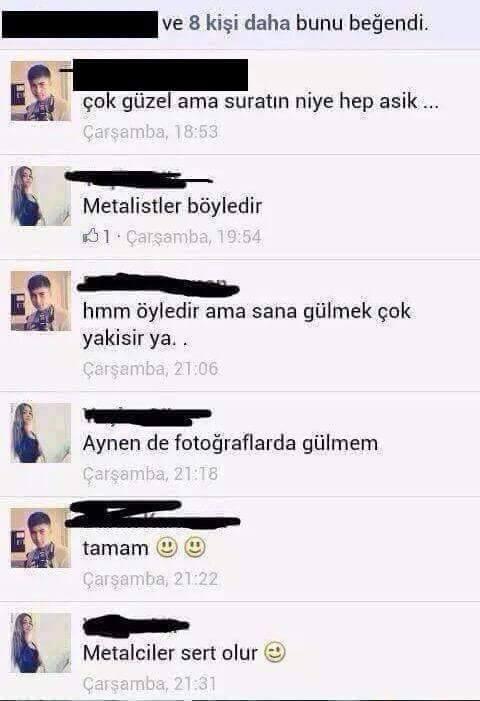 ve 8 kişi daha bunu beğendi.
çok güzel ama suratın niye hep asik ...
Çarşamba, 18:53
Metalistler böyledir
1 · Çarşamba, 19:54
hmm öyledir ama sana gülmek çok
yakisir ya. .
Çarşamba, 21:06
Aynen de fotoğraflarda gülmem
Çarşamba, 21:18
tamam
Çarşamba, 21:22
Metalciler sert olur
Çarşamba, 21:31